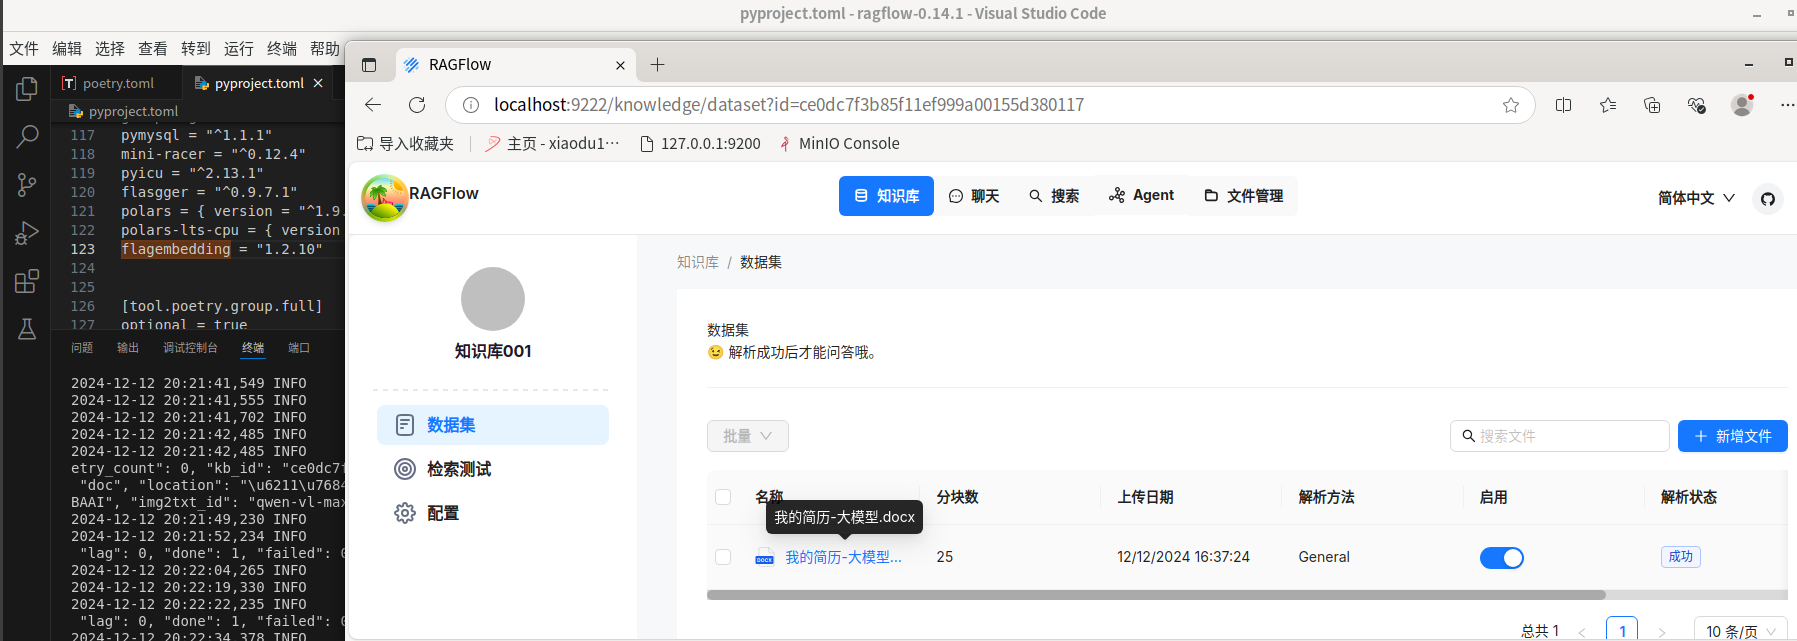 pyproject.toml - ragflow-0.14.1 - Visual Studio Code
文件 编辑 选择 查看 转到 运行 终端 帮助
poetry.toml
pyproject.toml
pyproject.toml
117 pymysql = "^1.1.1"
118 mini-racer = "^0.12.4"
119 pyicu = "^2.13.1"
120 flasgger = "^0.9.7.1"
121 polars = { version = "^1.9.
122 polars-lts-cpu = { version
123 flagembedding = "1.2.10"
124
125
126 [tool.poetry.group.full]
127 optional = true
问题 输出 调试控制台 终端 端口
2024-12-12 20:21:41,549 INFO
2024-12-12 20:21:41,555 INFO
2024-12-12 20:21:41,702 INFO
2024-12-12 20:21:42,485 INFO
2024-12-12 20:21:42,485 INFO
etry_count": 0, "kb_id": "ce0dc7f
"doc", "location": "\u6211\u7684
BAAI", "img2txt_id": "qwen-vl-max
2024-12-12 20:21:49,230 INFO
2024-12-12 20:21:52,234 INFO
"lag": 0, "done": 1, "failed": 0
2024-12-12 20:22:04,265 INFO
2024-12-12 20:22:19,330 INFO
2024-12-12 20:22:22,235 INFO
"lag": 0, "done": 1, "failed": 0
2024-12-12 20:22:34,378 INFO
RAGFlow
localhost:9222/knowledge/dataset?id=ce0dc7f3b85f11ef999a00155d380117
导入收藏夹
主页 - xiaodu1…
127.0.0.1:9200
MinIO Console
RAGFlow
知识库
聊天
搜索
Agent
文件管理
简体中文
知识库001
数据集
检索测试
配置
知识库 / 数据集
数据集
😉 解析成功后才能问答哦。
批量
搜索文件
+ 新增文件
名称 分块数 上传日期 解析方法 启用 解析状态
我的简历-大模型.docx
DOCX 我的简历-大模型... 25 12/12/2024 16:37:24 General 成功
总共 1 < 1 > 10 条/页